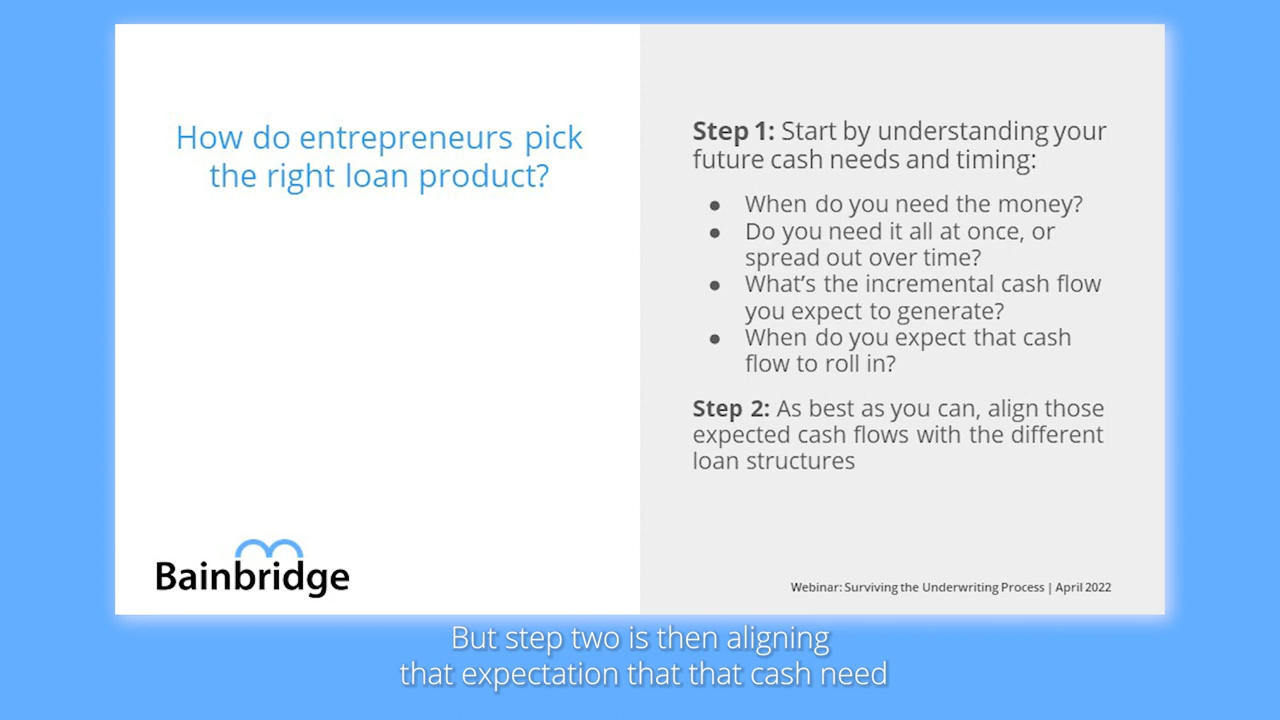 How do entrepreneurs pick
the right loan product?
Bainbridge
Step 1: Start by understanding your
future cash needs and timing:
● When do you need the money?
● Do you need it all at once, or
spread out over time?
● What’s the incremental cash flow
you expect to generate?
● When do you expect that cash
flow to roll in?
Step 2: As best as you can, align those
expected cash flows with the different
loan structures
Webinar: Surviving the Underwriting Process | April 2022
But step two is then aligning
that expectation that that cash need